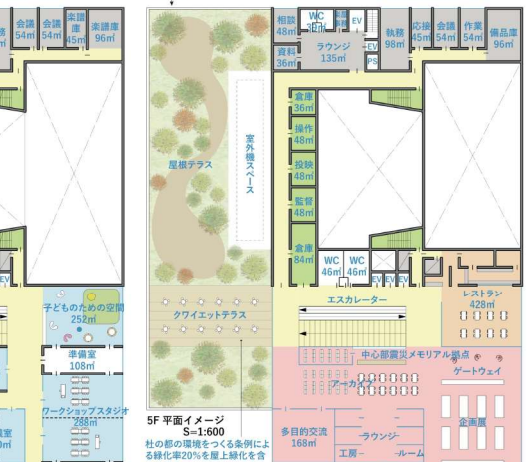 会議
54㎡
会議
54㎡
楽譜
庫
45㎡
楽譜庫
96㎡
EV
子どものための空間
252㎡
準備室
108㎡
ワークショップスタジオ
288㎡
屋根テラス
室外機スペース
クワイエットテラス
5F 平面イメージ
S=1:600
杜の都の環境をつくる条例によ
る緑化率20%を屋上緑化を含
相談
48㎡
資料
36㎡
WC
EV
ラウンジ
135㎡
EV
PS
執務
98㎡
応接
45㎡
会議
54㎡
作業
54㎡
備品庫
96㎡
倉庫
36㎡
操作
48㎡
投映
48㎡
監督
48㎡
倉庫
84㎡
WC
46㎡
WC
46㎡
EV
EV
EV
エスカレーター
レストラン
428㎡
中心部震災メモリアル拠点
ゲートウェイ
アーカイブ
企画展
多目的交流
168㎡
ラウンジ
工房
ルーム